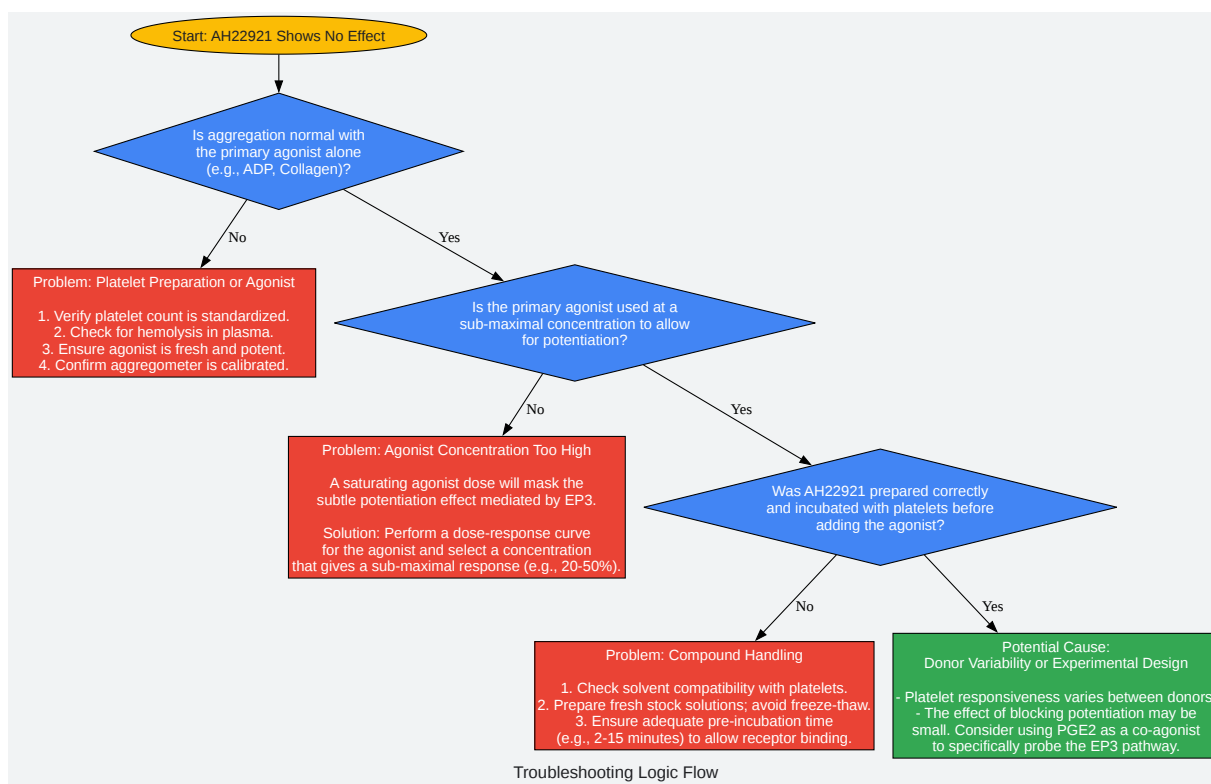 Start: AH22921 Shows No Effect
Is aggregation normal with
the primary agonist alone
(e.g., ADP, Collagen)?
No
Yes
Problem: Platelet Preparation or Agonist
1. Verify platelet count is standardized.
2. Check for hemolysis in plasma.
3. Ensure agonist is fresh and potent.
4. Confirm aggregometer is calibrated.
Is the primary agonist used at a
sub-maximal concentration to allow
for potentiation?
No
Yes
Problem: Agonist Concentration Too High
A saturating agonist dose will mask the
subtle potentiation effect mediated by EP3.
Solution: Perform a dose-response curve
for the agonist and select a concentration
that gives a sub-maximal response (e.g., 20-50%).
Was AH22921 prepared correctly
and incubated with platelets before
adding the agonist?
No
Yes
Problem: Compound Handling
1. Check solvent compatibility with platelets.
2. Prepare fresh stock solutions; avoid freeze-thaw.
3. Ensure adequate pre-incubation time
(e.g., 2-15 minutes) to allow receptor binding.
Potential Cause:
Donor Variability or Experimental Design
- Platelet responsiveness varies between donors.
- The effect of blocking potentiation may be
small. Consider using PGE2 as a co-agonist
to specifically probe the EP3 pathway.
Troubleshooting Logic Flow